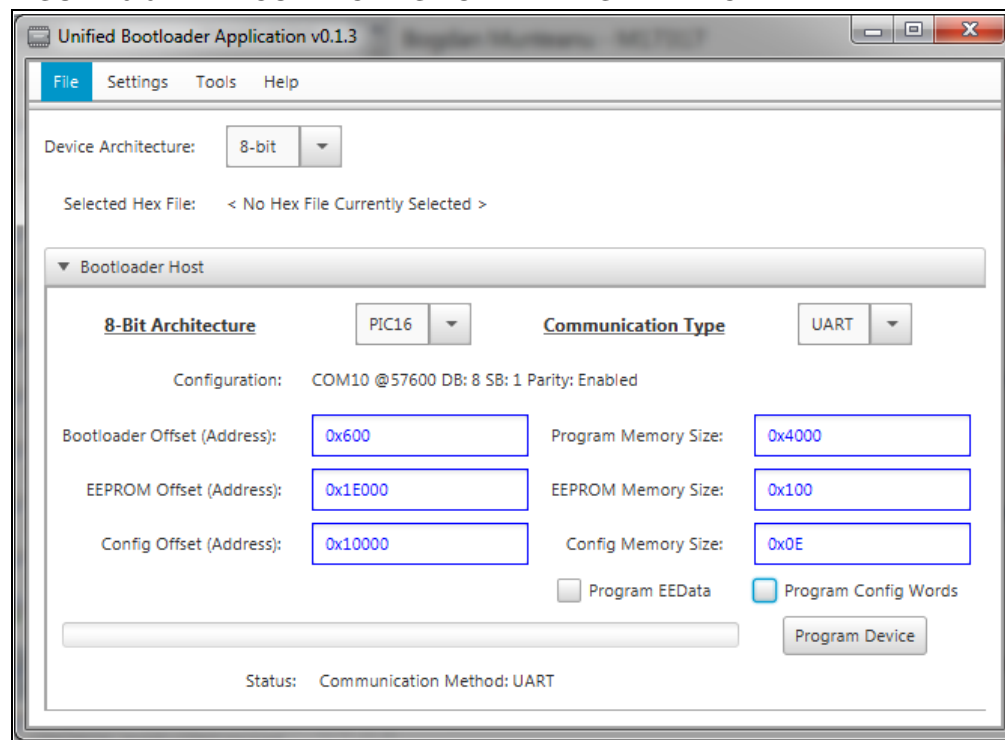 Unified Bootloader Application v0.1.3
File Settings Tools Help
Device Architecture: 8-bit
Selected Hex File: < No Hex File Currently Selected >
Bootloader Host
8-Bit Architecture PIC16 Communication Type UART
Configuration: COM10 @57600 DB: 8 SB: 1 Parity: Enabled
Bootloader Offset (Address): 0x600 Program Memory Size: 0x4000
EEPROM Offset (Address): 0x1E000 EEPROM Memory Size: 0x100
Config Offset (Address): 0x10000 Config Memory Size: 0x0E
Program EEData Program Config Words
Program Device
Status: Communication Method: UART